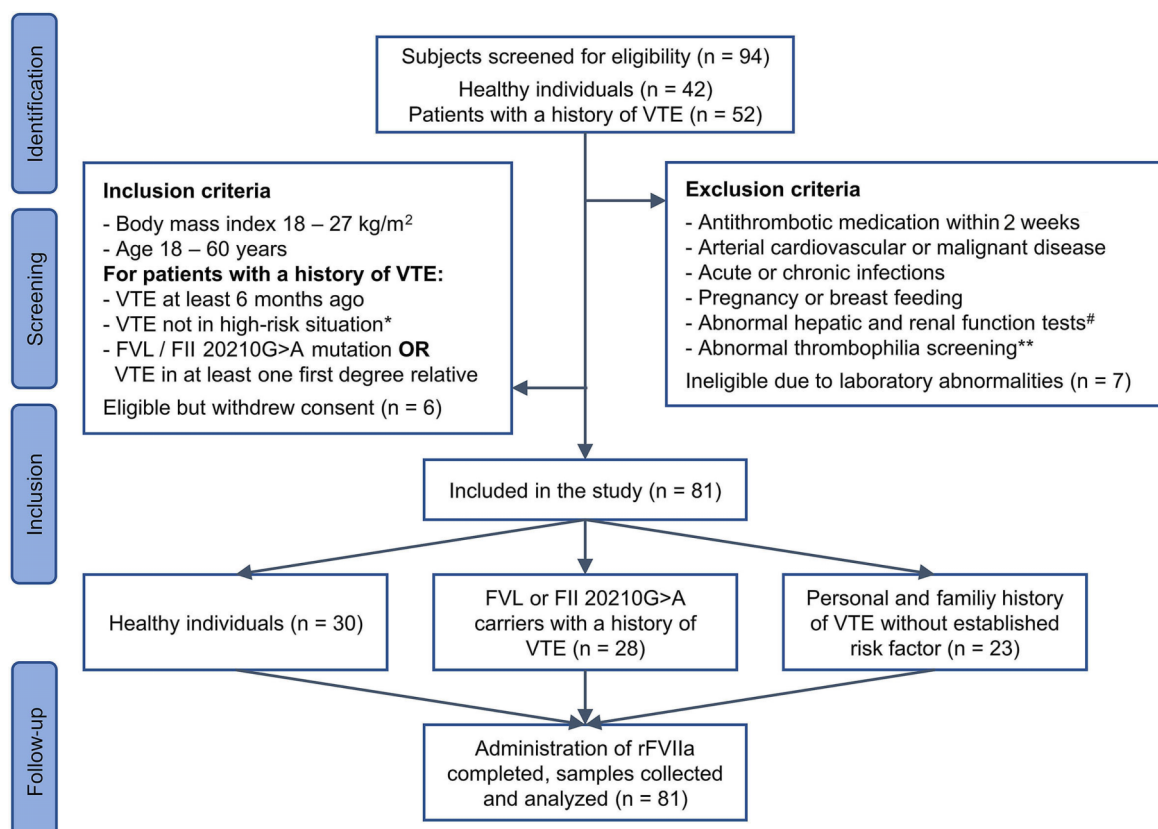 Identification
Subjects screened for eligibility (n = 94)
Healthy individuals (n = 42)
Patients with a history of VTE (n = 52)
Screening
Inclusion criteria
- Body mass index 18 – 27 kg/m²
- Age 18 – 60 years
For patients with a history of VTE:
- VTE at least 6 months ago
- VTE not in high-risk situation*
- FVL / FII 20210G>A mutation OR
VTE in at least one first degree relative
Eligible but withdrew consent (n = 6)
Exclusion criteria
- Antithrombotic medication within 2 weeks
- Arterial cardiovascular or malignant disease
- Acute or chronic infections
- Pregnancy or breast feeding
- Abnormal hepatic and renal function tests#
- Abnormal thrombophilia screening**
Ineligible due to laboratory abnormalities (n = 7)
Inclusion
Included in the study (n = 81)
Healthy individuals (n = 30)
FVL or FII 20210G>A
carriers with a history of
VTE (n = 28)
Personal and familiy history
of VTE without established
risk factor (n = 23)
Follow-up
Administration of rFVIIa
completed, samples collected
and analyzed (n = 81)